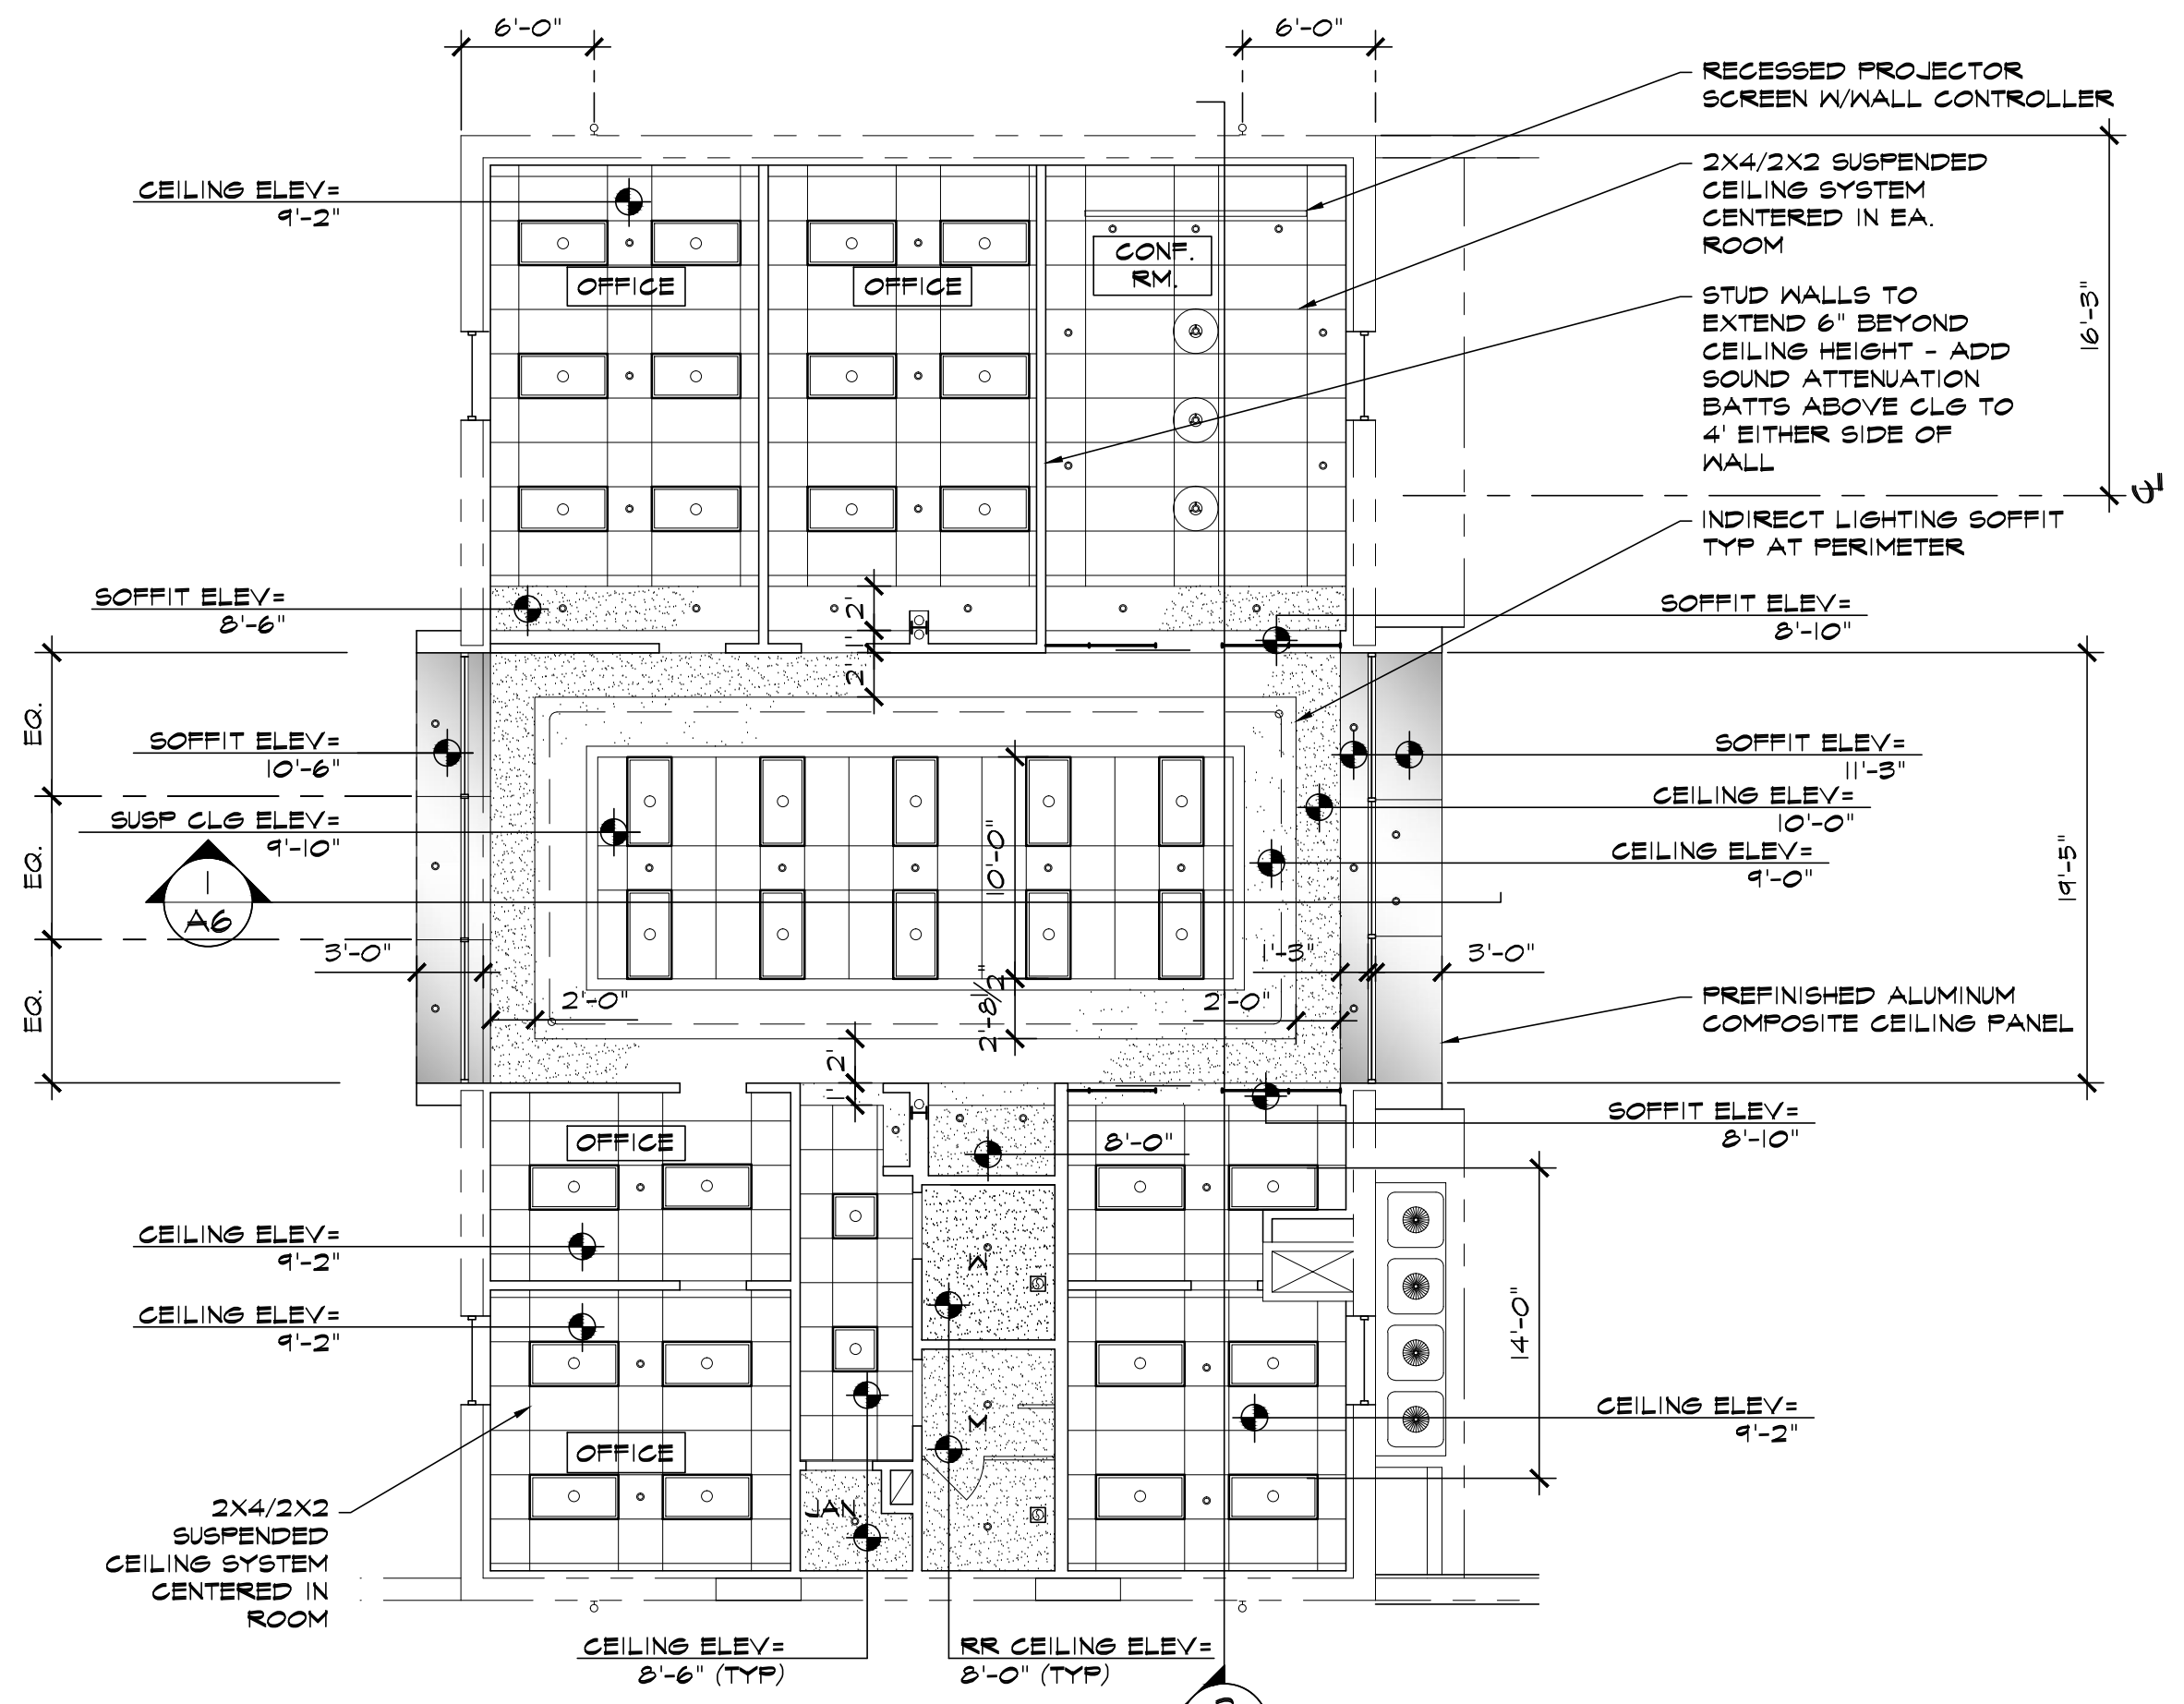 6'-0"
6'-0"
RECESSED PROJECTOR
SCREEN W/WALL CONTROLLER
2X4/2X2 SUSPENDED
CEILING SYSTEM
CENTERED IN EA.
ROOM
CEILING ELEV=
9'-2"
CONF.
RM.
OFFICE
OFFICE
STUD WALLS TO
EXTEND 6" BEYOND
CEILING HEIGHT - ADD
SOUND ATTENUATION
BATTS ABOVE CLG TO
4' EITHER SIDE OF
WALL
16'-3"
INDIRECT LIGHTING SOFFIT
TYP AT PERIMETER
SOFFIT ELEV=
8'-6"
2'
1'
2'
SOFFIT ELEV=
8'-10"
EQ.
SOFFIT ELEV=
10'-6"
SOFFIT ELEV=
11'-3"
CEILING ELEV=
10'-0"
SUSP CLG ELEV=
9'-10"
10'-0"
CEILING ELEV=
9'-0"
19'-5"
EQ.
1
A6
3'-0"
1'-3"
3'-0"
EQ.
2'-0"
2'-8½"
2'-0"
PREFINISHED ALUMINUM
COMPOSITE CEILING PANEL
2'
1'
SOFFIT ELEV=
8'-10"
OFFICE
8'-0"
CEILING ELEV=
9'-2"
W
CEILING ELEV=
9'-2"
14'-0"
M
CEILING ELEV=
9'-2"
OFFICE
JAN.
2X4/2X2
SUSPENDED
CEILING SYSTEM
CENTERED IN
ROOM
CEILING ELEV=
8'-6" (TYP)
RR CEILING ELEV=
8'-0" (TYP)